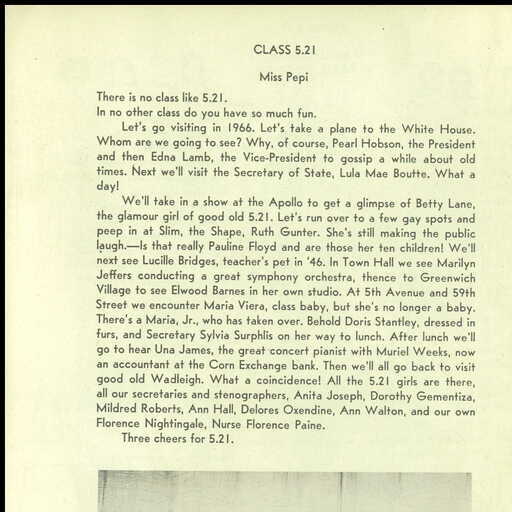 CLASS 5.21
Miss Pepi
There is no class like 5.21.
In no other class do you have so much fun.
Let's go visiting in 1966. Let's take a plane to the White House.
Whom are we going to see? Why, of course, Pearl Hobson, the President
and then Edna Lamb, the Vice-President to gossip a while about old
times. Next we'll visit the Secretary of State, Lula Mae Boutte. What a
day!
We'll take in a show at the Apollo to get a glimpse of Betty Lane,
the glamour girl of good old 5.21. Let's run over to a few gay spots and
peep in at Slim, the Shape, Ruth Gunter. She's still making the public
laugh.—Is that really Pauline Floyd and are those her ten children! We'll
next see Lucille Bridges, teacher's pet in '46. In Town Hall we see Marilyn
Jeffers conducting a great symphony orchestra, thence to Greenwich
Village to see Elwood Barnes in her own studio. At 5th Avenue and 59th
Street we encounter Maria Viera, class baby, but she's no longer a baby.
There's a Maria, Jr., who has taken over. Behold Doris Stantley, dressed in
furs, and Secretary Sylvia Surphlis on her way to lunch. After lunch we'll
go to hear Una James, the great concert pianist with Muriel Weeks, now
an accountant at the Corn Exchange bank. Then we'll all go back to visit
good old Wadleigh. What a coincidence! All the 5.21 girls are there,
all our secretaries and stenographers, Anita Joseph, Dorothy Gementiza,
Mildred Roberts, Ann Hall, Delores Oxendine, Ann Walton, and our own
Florence Nightingale, Nurse Florence Paine.
Three cheers for 5.21.